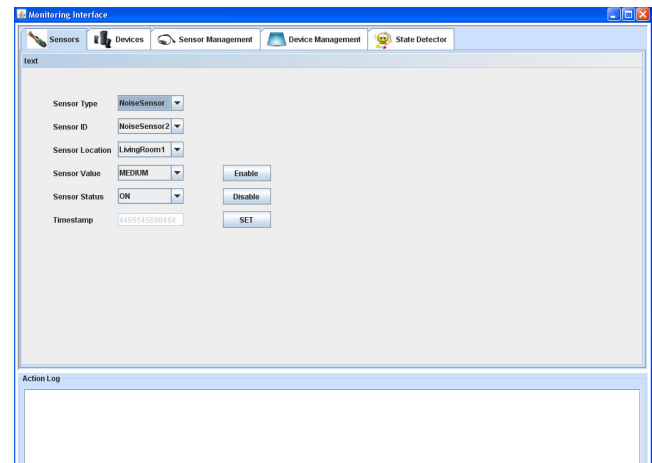 Monitoring Interface
Sensors Devices Sensor Management Device Management State Detector
text
Sensor Type NoiseSensor
Sensor ID NoiseSensor2
Sensor Location LivingRoom1
Sensor Value MEDIUM Enable
Sensor Status ON Disable
Timestamp 4465545656464 SET
Action Log